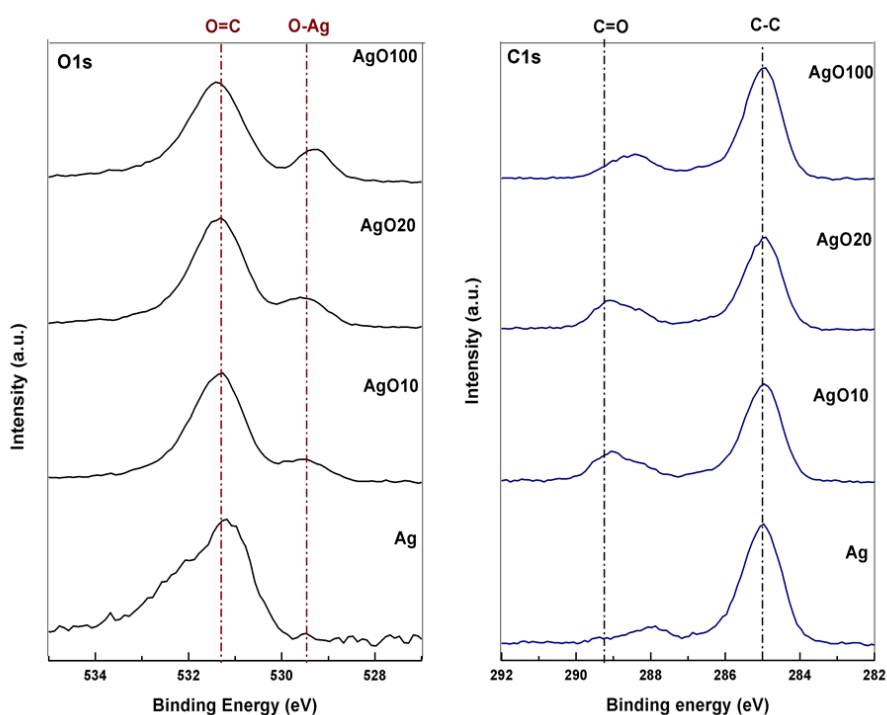 O=C O-Ag
O1s
AgO100
AgO20
AgO10
Ag
Intensity (a.u.)
534 532 530 528
Binding Energy (eV)
C=O C-C
C1s
AgO100
AgO20
AgO10
Ag
Intensity (a.u.)
292 290 288 286 284 282
Binding energy (eV)